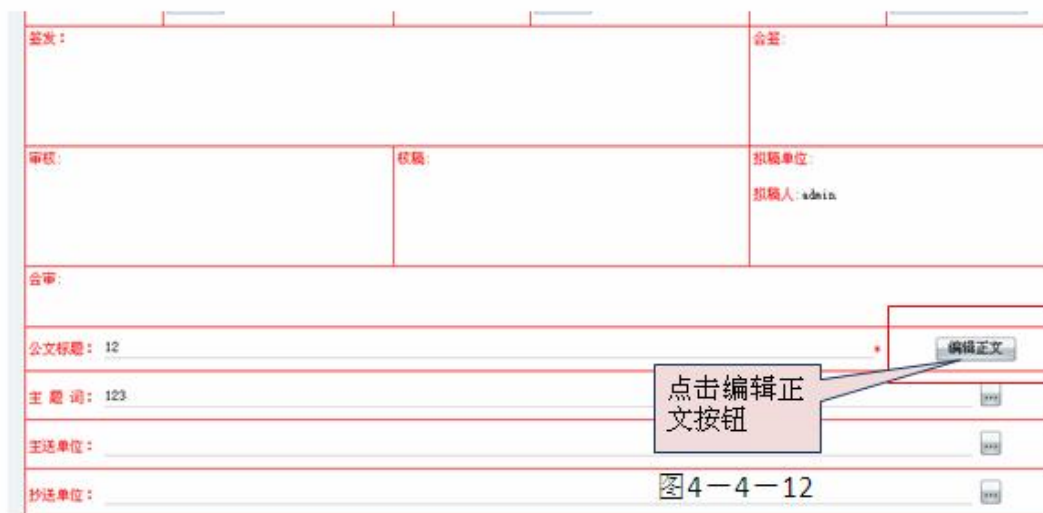 签发：
会签:
审核:
核稿:
拟稿单位:
拟稿人:admin
会审:
公文标题： 12 *
编辑正文
点击编辑正
文按钮
主 题 词： 123
...
主送单位：
...
抄送单位：
...
图4－4－12